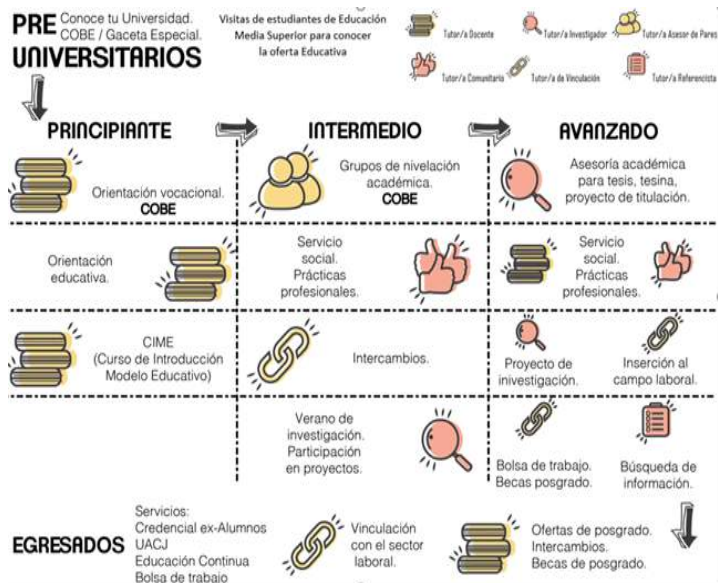 PRE
UNIVERSITARIOS
Conoce tu Universidad.
COBE / Gaceta Especial.
Visitas de estudiantes de Educación
Media Superior para conocer
la oferta Educativa
Tutor/a Docente
Tutor/a Investigador
Tutor/a Asesor de Pares
Tutor/a Comunitario
Tutor/a de Vinculación
Tutor/a Referencista
PRINCIPIANTE
INTERMEDIO
AVANZADO
Orientación vocacional.
COBE
Grupos de nivelación
académica.
COBE
Asesoría académica
para tesis, tesina,
proyecto de titulación.
Orientación
educativa.
Servicio
social.
Prácticas
profesionales.
Servicio
social.
Prácticas
profesionales.
CIME
(Curso de Introducción
Modelo Educativo)
Intercambios.
Proyecto de
inivestigación.
Inserción al
campo laboral.
Verano de
investigación.
Participación
en proyectos.
Bolsa de trabajo.
Becas posgrado.
Búsqueda de
información.
EGRESADOS
Servicios:
Credencial ex-Alumnos
UACJ
Educación Continua
Bolsa de trabajo
Vinculación
con el sector
laboral.
Ofertas de posgrado.
Intercambios.
Becas de posgrado.